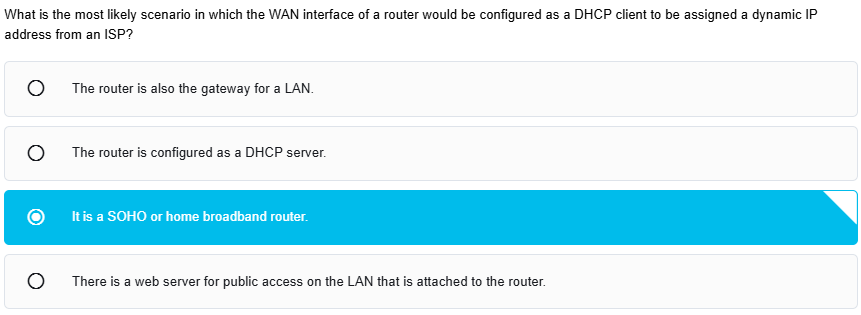 What is the most likely scenario in which the WAN interface of a router would be configured as a DHCP client to be assigned a dynamic IP
address from an ISP?
The router is also the gateway for a LAN.
The router is configured as a DHCP server.
It is a SOHO or home broadband router.
There is a web server for public access on the LAN that is attached to the router.